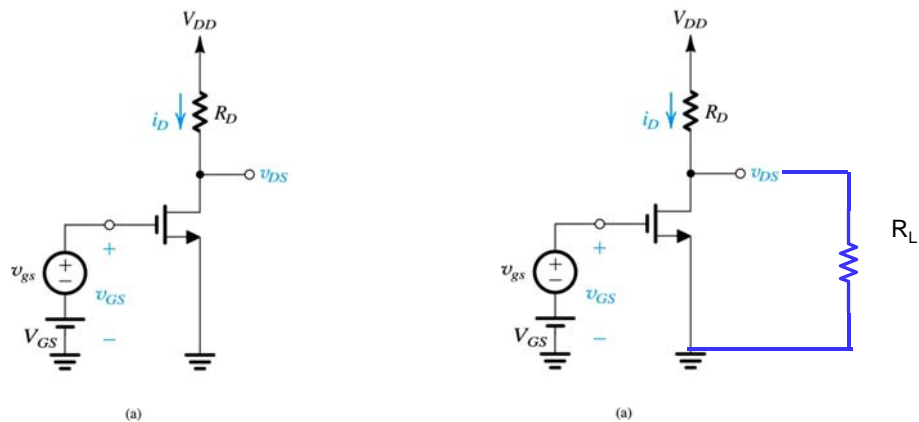 V_DD
R_D
i_D
v_DS
+
v_gs
+
−
v_GS
V_GS
−
(a)
V_DD
R_D
i_D
v_DS
R_L
+
v_gs
+
−
v_GS
V_GS
−
(a)